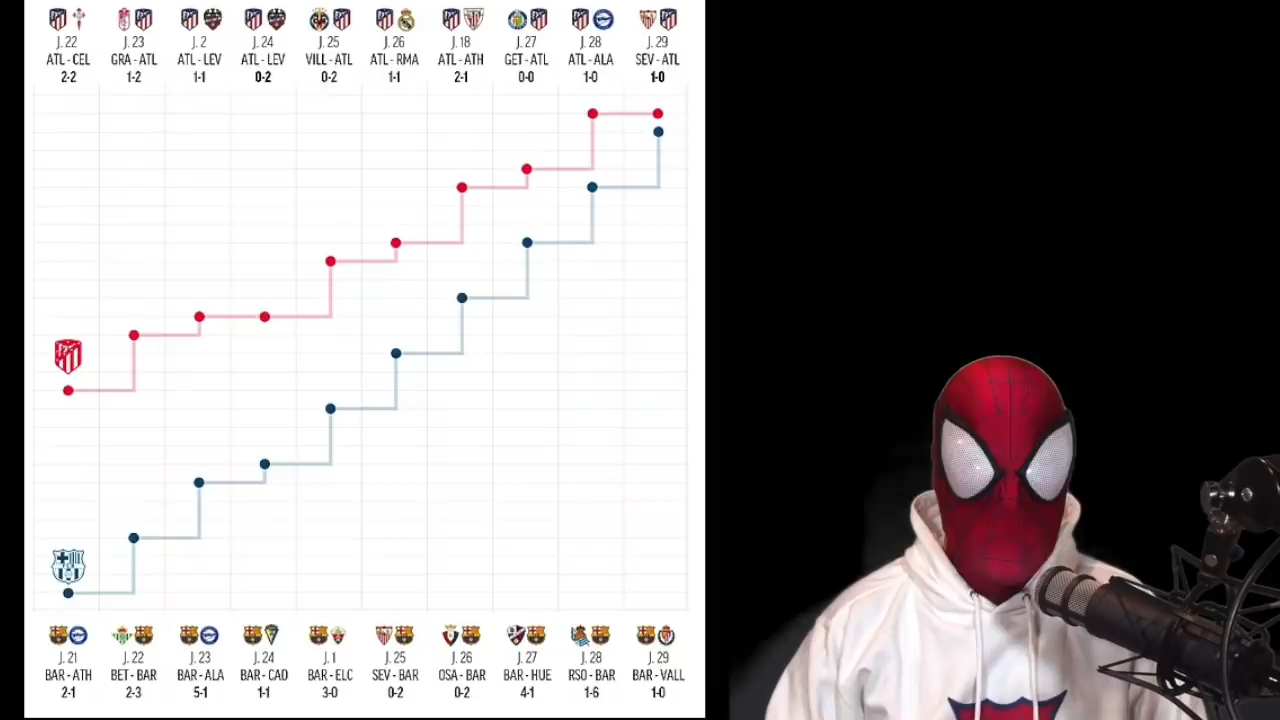 J. 22 J. 23 J. 2 J. 24 J. 25 J. 26 J. 18 J. 27 J. 28 J. 29
ATL - CEL GRA - ATL ATL - LEV ATL - LEV VILL - ATL ATL - RMA ATL - ATH GET - ATL ATL - ALA SEV - ATL
2-2 1-2 1-1 0-2 0-2 1-1 2-1 0-0 1-0 1-0
J. 21 J. 22 J. 23 J. 24 J. 1 J. 25 J. 26 J. 27 J. 28 J. 29
BAR - ATH BET - BAR BAR - ALA BAR - CAD BAR - ELC SEV - BAR OSA - BAR BAR - HUE RSO - BAR BAR - VALL
2-1 2-3 5-1 1-1 3-0 0-2 0-2 4-1 1-6 1-0